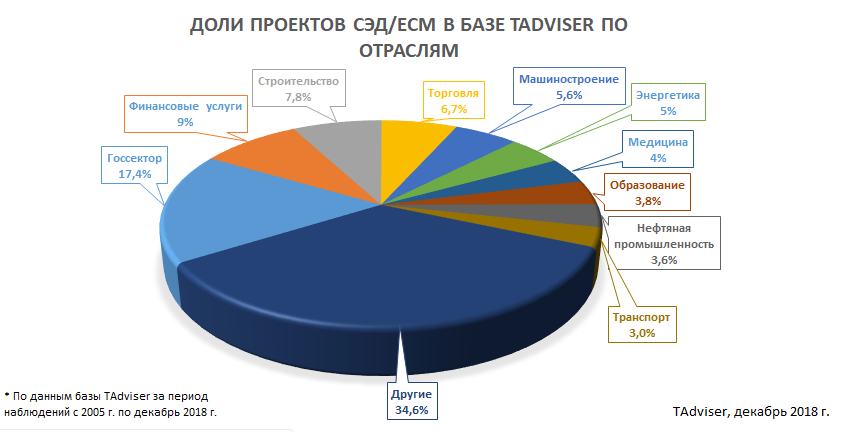 ДОЛИ ПРОЕКТОВ СЭД/ECM В БАЗЕ TADVISER ПО
ОТРАСЛЯМ
Строительство
7,8%
Торговля
6,7%
Машиностроение
5,6%
Энергетика
5%
Финансовые услуги
9%
Медицина
4%
Госсектор
17,4%
Образование
3,8%
Нефтяная
промышленность
3,6%
Транспорт
3,0%
Другие
34,6%
* По данным базы TAdviser за период
наблюдений с 2005 г. по декабрь 2018 г.
TAdviser, декабрь 2018 г.